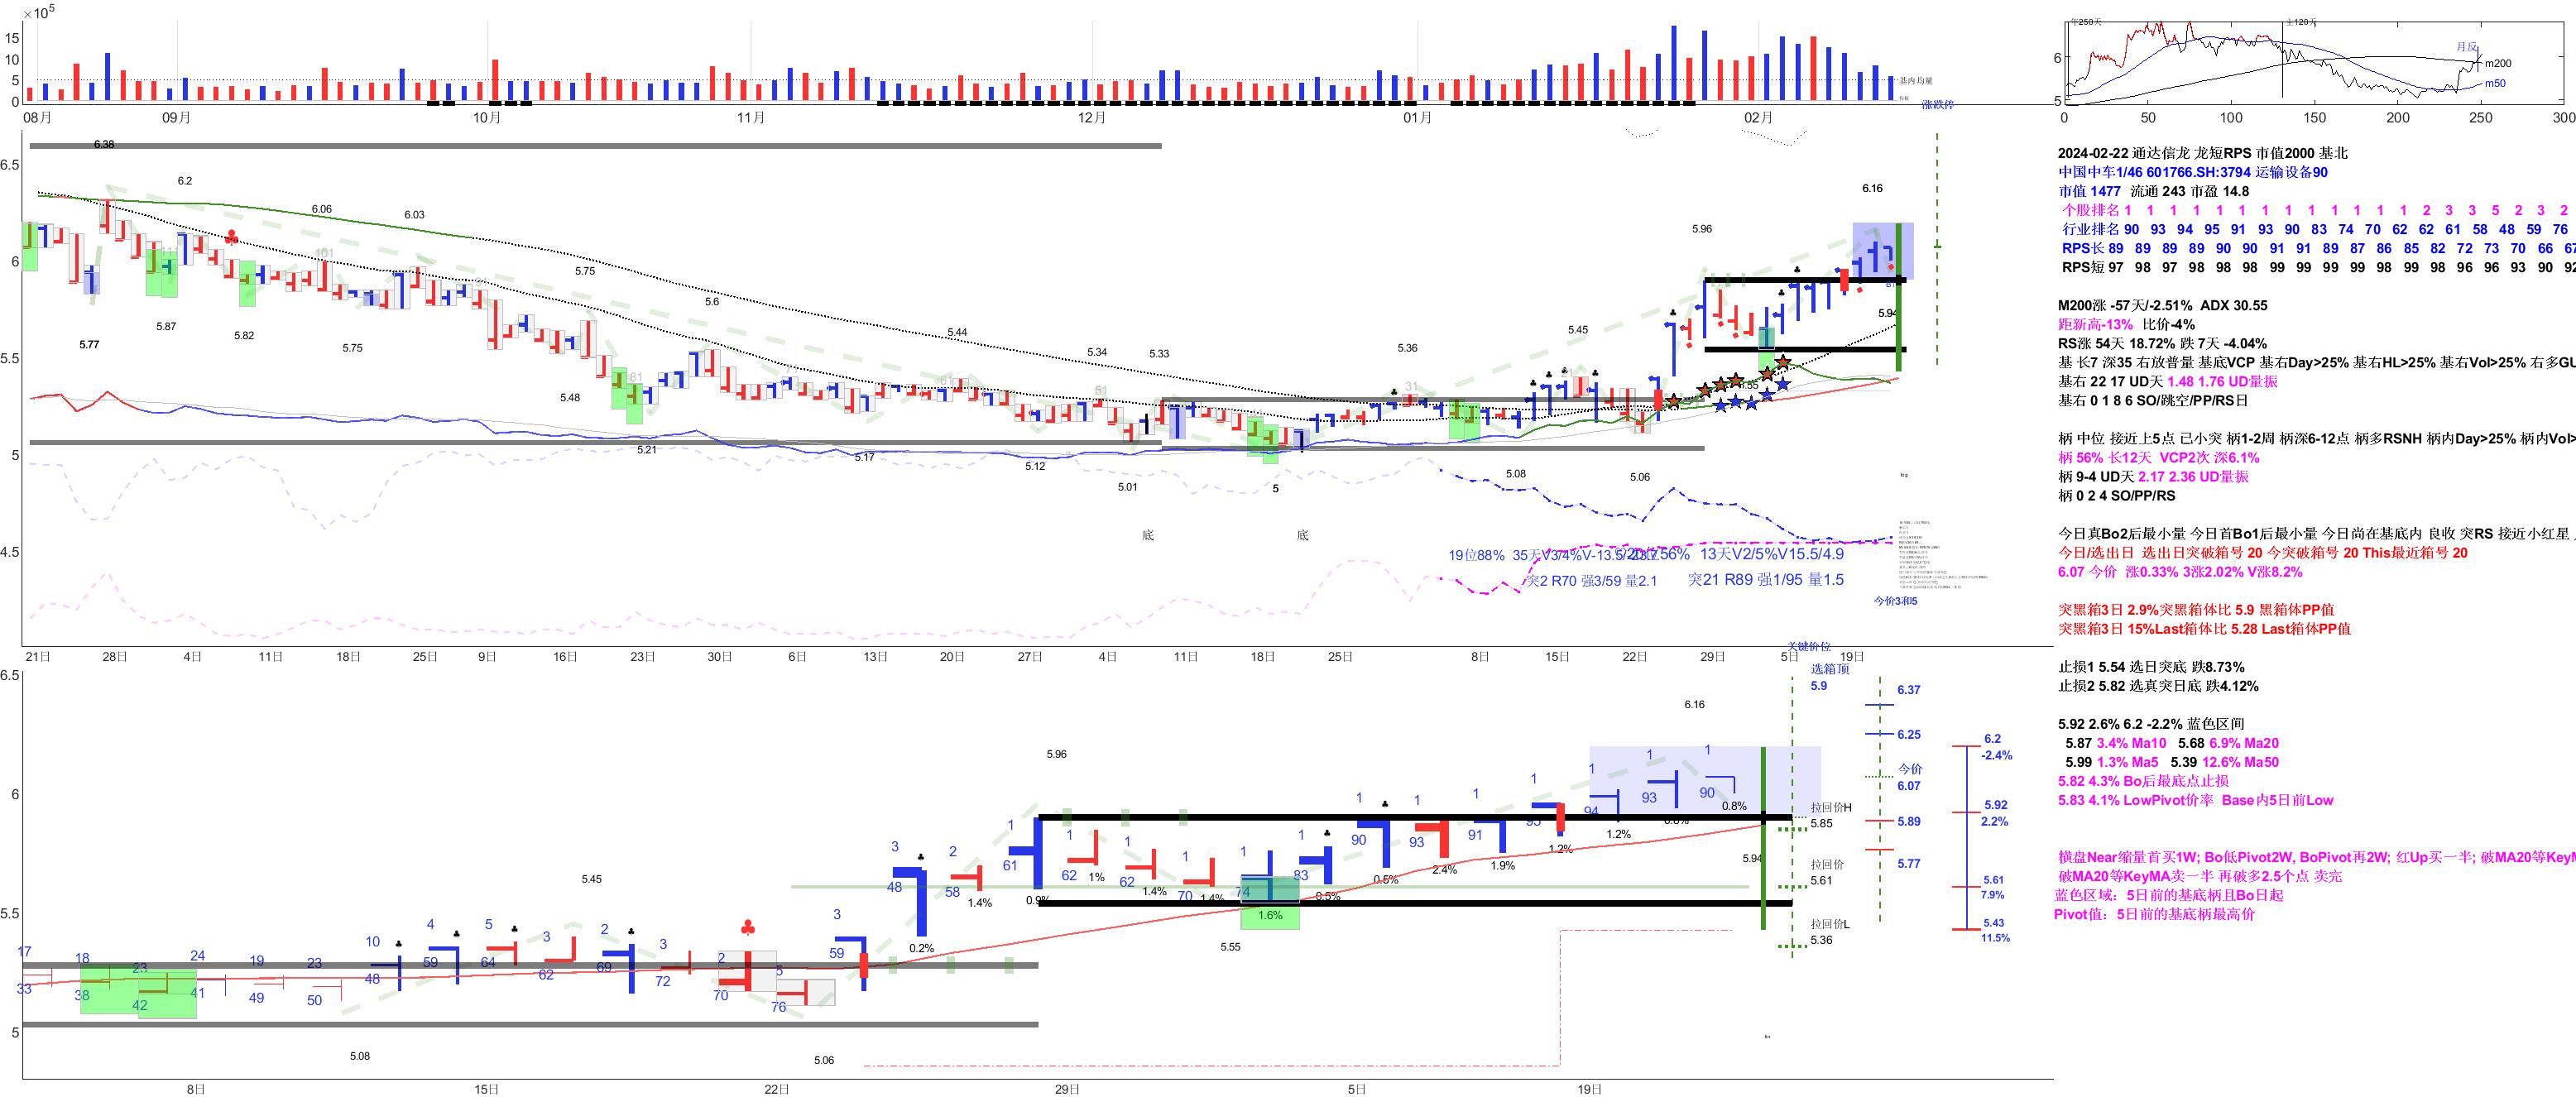 ×10⁵
15
10
5
0
基内均量
涨跌停
08月 09月 10月 11月 12月 01月 02月
年250天 主120天
月反
m200
m50
6
5
0 50 100 150 200 250 300
6.5
6
5.5
5
4.5
6.38
6.2
6.06
6.03
5.77
5.87
5.82
5.75
5.75
5.6
5.48
5.44
5.34
5.33
5.36
5.45
5.96
6.16
5.94
5.21
5.17
5.12
5.01
5
5.08
5.06
底
底
19位88% 35天V3/4%V-13.5/
56% 13天V2/5%V15.5/4.9
突2 R70 强3/59 量2.1
突21 R89 强1/95 量1.5
今价3和5
21日 28日 4日 11日 18日 25日 9日 16日 23日 30日 6日 13日 20日 27日 4日 11日 18日 25日 8日 15日 22日 29日 5日 19日
关键价位
选箱顶
5.9
6.5
6
5.5
5
6.16
5.96
5.45
5.55
5.08
5.06
5.94
17 18 23 24 19 23 10 4 5 3 2 3 2 5 3 3 2 1 1 1 1 1 1 1 1 1 1 1 1 1
33 38 42 41 49 50 48 59 64 62 69 72 70 76 59 48 58 61 62 62 70 74 83 90 93 91 95 94 93 90
0.2% 1.4% 0.9% 1% 1.4% 1.4% 1.6% 0.5% 0.5% 2.4% 1.9% 1.2% 1.2% 0.6% 0.8%
拉回价H
5.85
拉回价
5.61
拉回价L
5.36
6.37
6.25
今价
6.07
5.89
5.77
6.2
-2.4%
5.92
2.2%
5.61
7.9%
5.43
11.5%
8日 15日 22日 29日 5日 19日
2024-02-22 通达信龙 龙短RPS 市值2000 基北
中国中车1/46 601766.SH:3794 运输设备90
市值 1477 流通 243 市盈 14.8
个股排名 1 1 1 1 1 1 1 1 1 1 1 1 1 2 3 3 5 2 3 2
行业排名 90 93 94 95 91 93 90 83 74 70 62 62 61 58 48 59 76
RPS长 89 89 89 89 90 90 91 91 89 87 86 85 82 72 73 70 66 67
RPS短 97 98 97 98 98 98 99 99 99 99 98 99 98 96 96 93 90 92
M200涨 -57天/-2.51% ADX 30.55
距新高-13% 比价-4%
RS涨 54天 18.72% 跌 7天 -4.04%
基 长7 深35 右放普量 基底VCP 基右Day>25% 基右HL>25% 基右Vol>25% 右多GU
基右 22 17 UD天 1.48 1.76 UD量振
基右 0 1 8 6 SO/跳空/PP/RS日
柄 中位 接近上5点 已小突 柄1-2周 柄深6-12点 柄多RSNH 柄内Day>25% 柄内Vol>
柄 56% 长12天 VCP2次 深6.1%
柄 9-4 UD天 2.17 2.36 UD量振
柄 0 2 4 SO/PP/RS
今日真Bo2后最小量 今日首Bo1后最小量 今日尚在基底内 良收 突RS 接近小红星
今日/选出日 选出日突破箱号 20 今突破箱号 20 This最近箱号 20
6.07 今价 涨0.33% 3涨2.02% V涨8.2%
突黑箱3日 2.9%突黑箱体比 5.9 黑箱体PP值
突黑箱3日 15%Last箱体比 5.28 Last箱体PP值
止损1 5.54 选日突底 跌8.73%
止损2 5.82 选真突日底 跌4.12%
5.92 2.6% 6.2 -2.2% 蓝色区间
5.87 3.4% Ma10 5.68 6.9% Ma20
5.99 1.3% Ma5 5.39 12.6% Ma50
5.82 4.3% Bo后最底点止损
5.83 4.1% LowPivot价率 Base内5日前Low
横盘Near缩量首买1W; Bo低Pivot2W, BoPivot再2W; 红Up买一半; 破MA20等KeyM
破MA20等KeyMA卖一半 再破多2.5个点 卖完
蓝色区域：5日前的基底柄且Bo日起
Pivot值：5日前的基底柄最高价